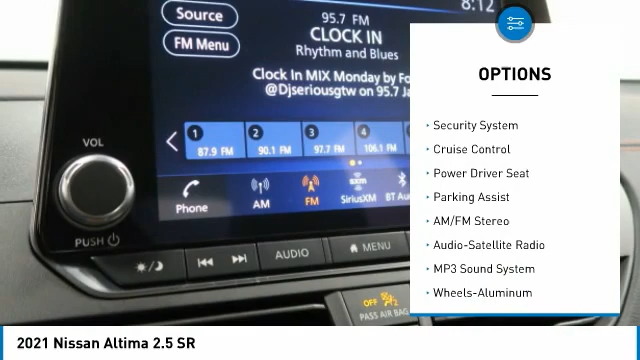 Source
FM Menu
95.7 FM
CLOCK IN
Rhythm and Blues
8:12
Clock In MIX Monday by
@Djseriousgtw on 95.7
1 2 3 4
87.9 FM 90.1 FM 97.7 FM 106.1 FM
VOL
PUSH
Phone
AM
FM
SiriusXM
BT
AUDIO
MENU
OFF
PASS AIR BAG
OPTIONS
· Security System
· Cruise Control
· Power Driver Seat
· Parking Assist
· AM/FM Stereo
· Audio-Satellite Radio
· MP3 Sound System
· Wheels-Aluminum
2021 Nissan Altima 2.5 SR